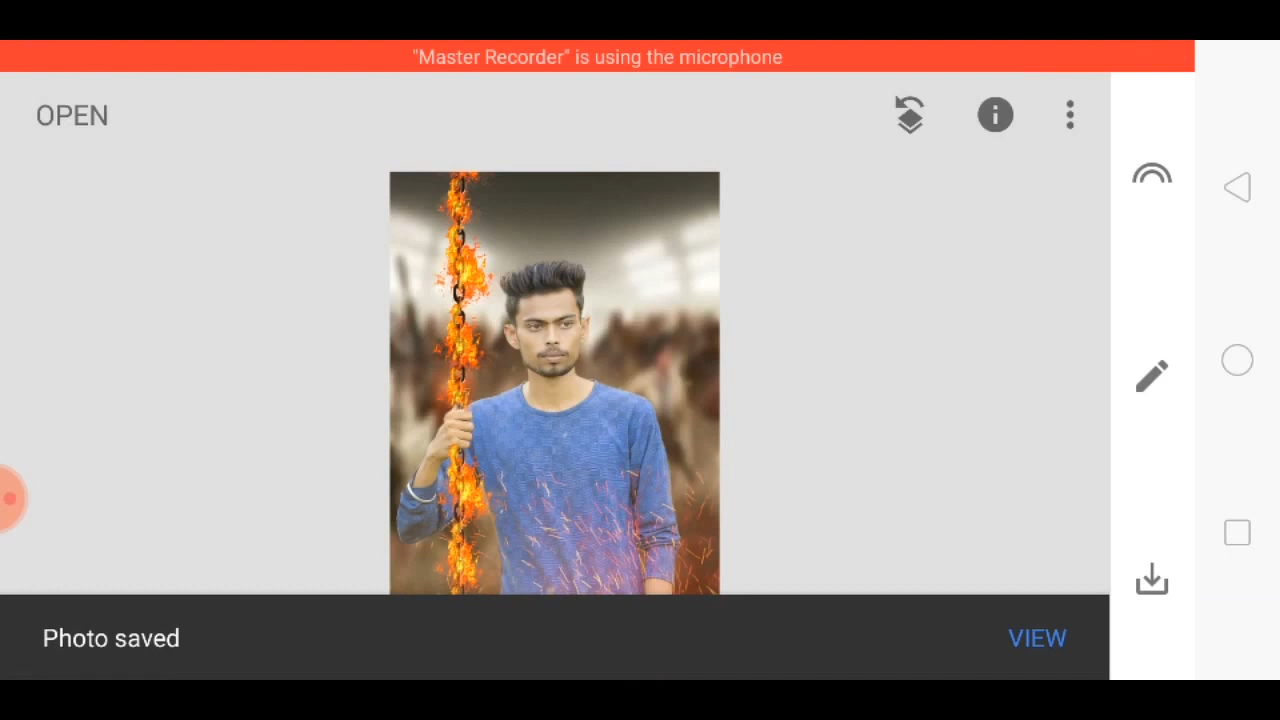 "Master Recorder" is using the microphone
OPEN
Photo saved
VIEW